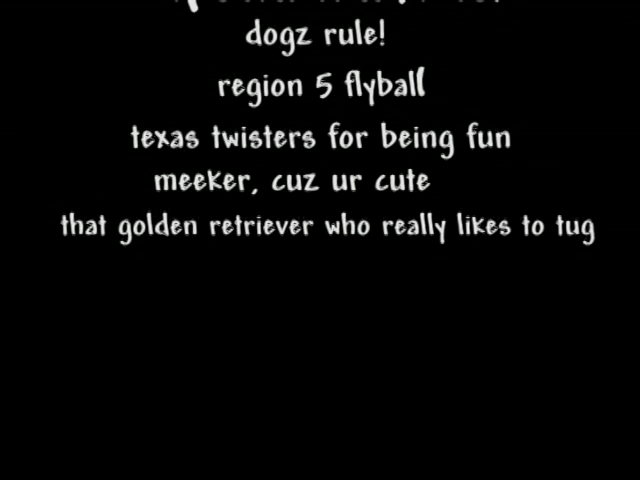 dogz rule!
region 5 flyball
texas twisters for being fun
meeker, cuz ur cute
that golden retriever who really likes to tug